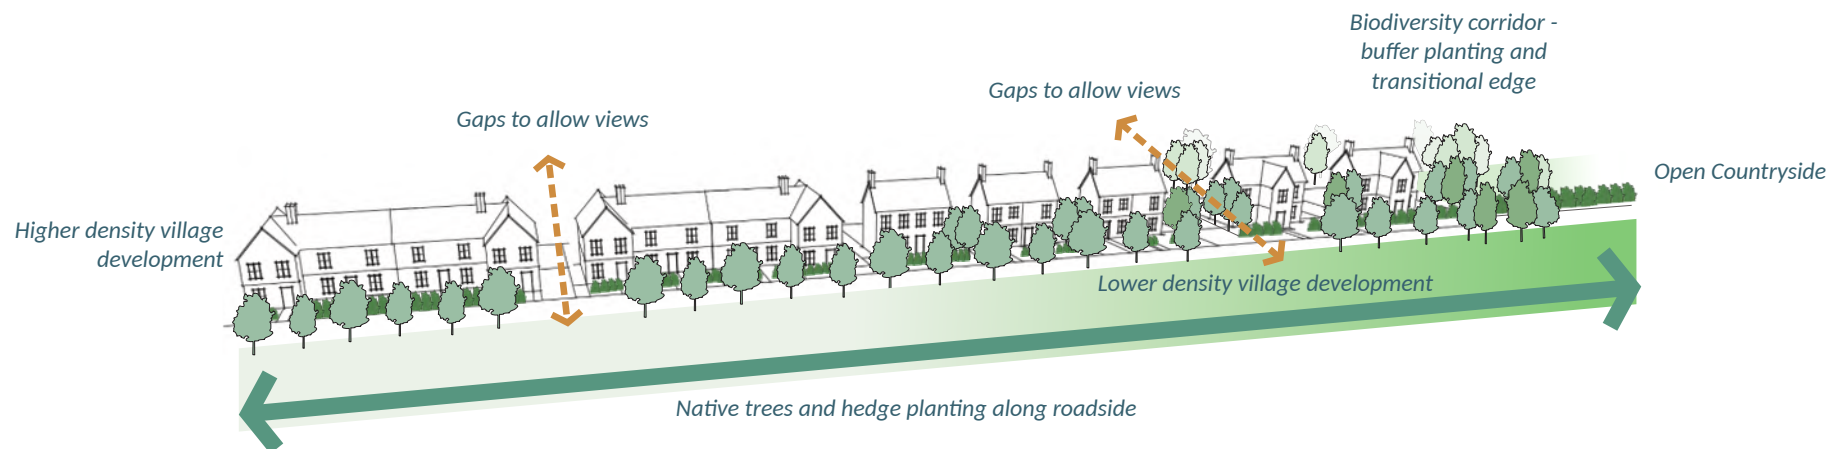 Biodiversity corridor -
buffer planting and
transitional edge
Gaps to allow views
Gaps to allow views
Open Countryside
Higher density village
development
Lower density village development
Native trees and hedge planting along roadside